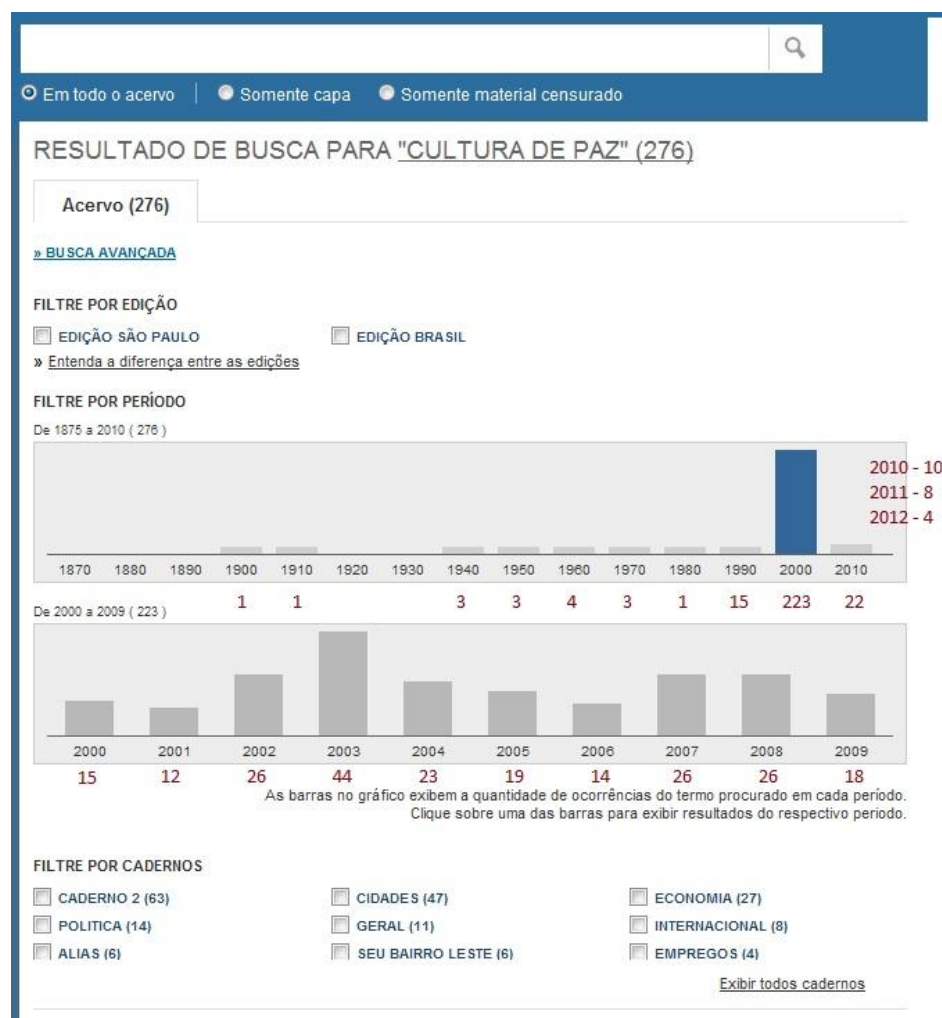 Em todo o acervo | Somente capa Somente material censurado
RESULTADO DE BUSCA PARA "CULTURA DE PAZ" (276)
Acervo (276)
» BUSCA AVANÇADA
FILTRE POR EDIÇÃO
EDIÇÃO SÃO PAULO EDIÇÃO BRASIL
» Entenda a diferença entre as edições
FILTRE POR PERÍODO
De 1875 a 2010 ( 276 )
2010 - 10
2011 - 8
2012 - 4
1870 1880 1890 1900 1910 1920 1930 1940 1950 1960 1970 1980 1990 2000 2010
1 1 3 3 4 3 1 15 223 22
De 2000 a 2009 ( 223 )
2000 2001 2002 2003 2004 2005 2006 2007 2008 2009
15 12 26 44 23 19 14 26 26 18
As barras no gráfico exibem a quantidade de ocorrências do termo procurado em cada período.
Clique sobre uma das barras para exibir resultados do respectivo periodo.
FILTRE POR CADERNOS
CADERNO 2 (63) CIDADES (47) ECONOMIA (27)
POLITICA (14) GERAL (11) INTERNACIONAL (8)
ALIAS (6) SEU BAIRRO LESTE (6) EMPREGOS (4)
Exibir todos cadernos